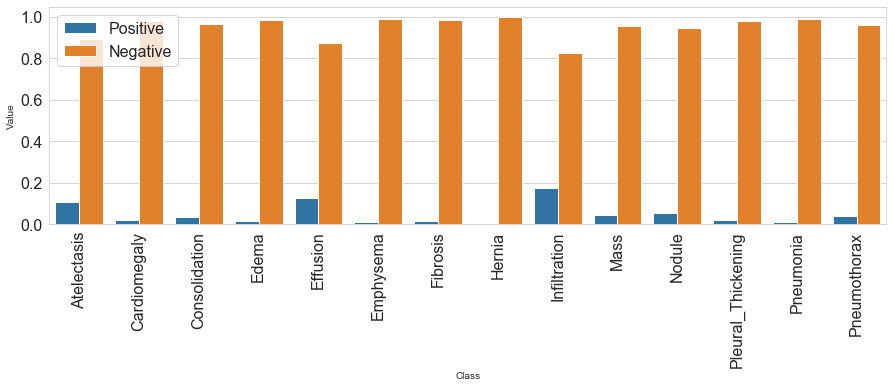 1.0
0.8
0.6
0.4
0.2
0.0
Value
Positive
Negative
Atelectasis
Cardiomegaly
Consolidation
Edema
Effusion
Emphysema
Fibrosis
Hernia
Infiltration
Mass
Nodule
Pleural_Thickening
Pneumonia
Pneumothorax
Class